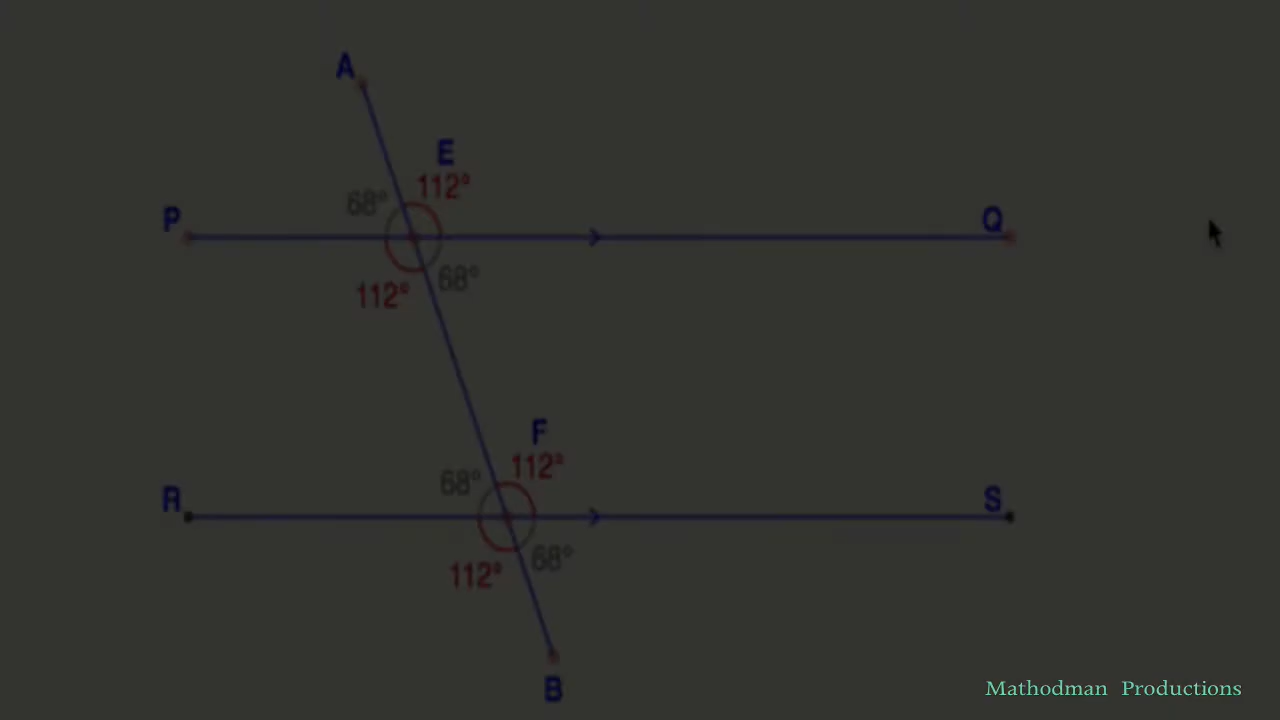 A
E
68° 112°
P Q
112° 68°
F
68° 112°
R S
112° 68°
B
Mathodman Productions